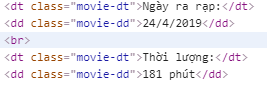 <dt class="movie-dt">Ngày ra rạp:</dt>
<dd class="movie-dd">24/4/2019</dd>
<br>
<dt class="movie-dt">Thời lượng:</dt>
<dd class="movie-dd">181 phút</dd>